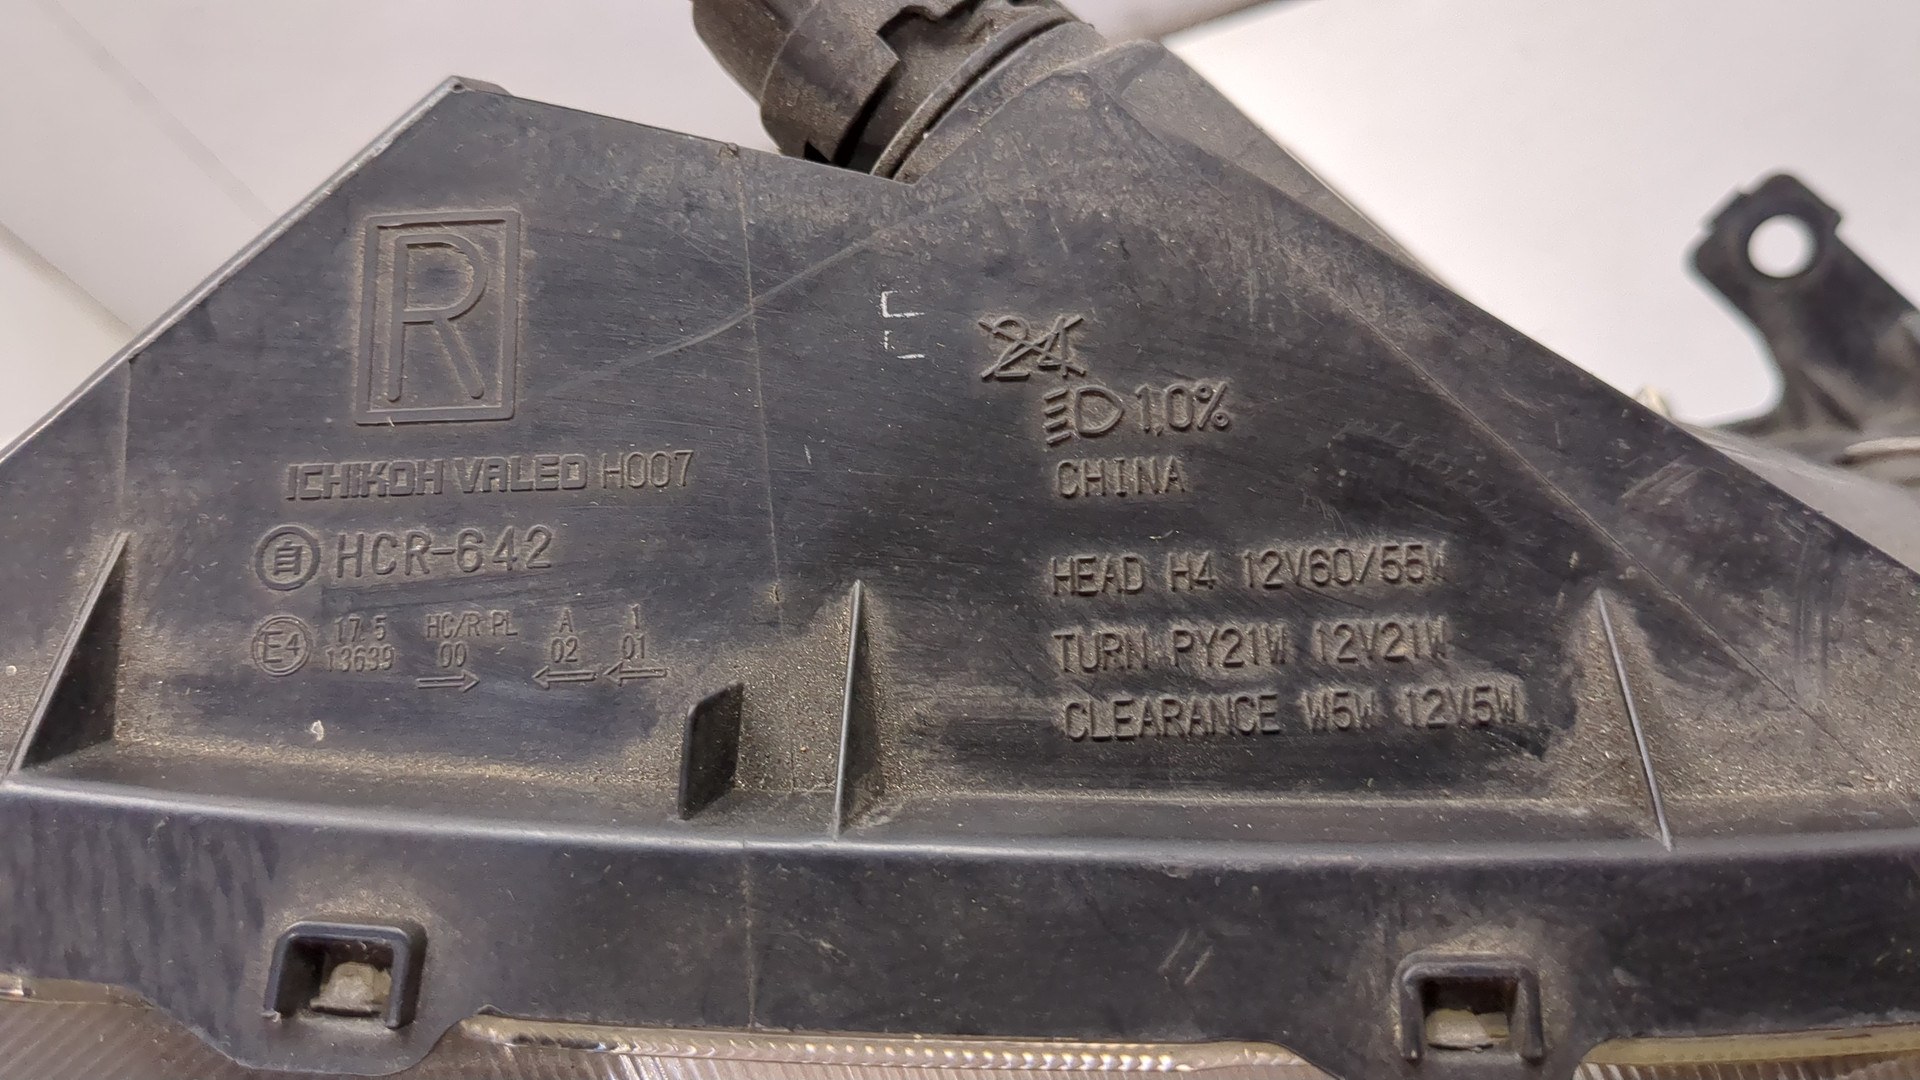 R
ICHIKOH VALEO H007
自 HCR-642
E4 17.5 HC/R PL A 1
13639 00 02 01
24
1,0%
CHINA
HEAD H4 12V60/55W
TURN PY21W 12V21W
CLEARANCE W5W 12V5W